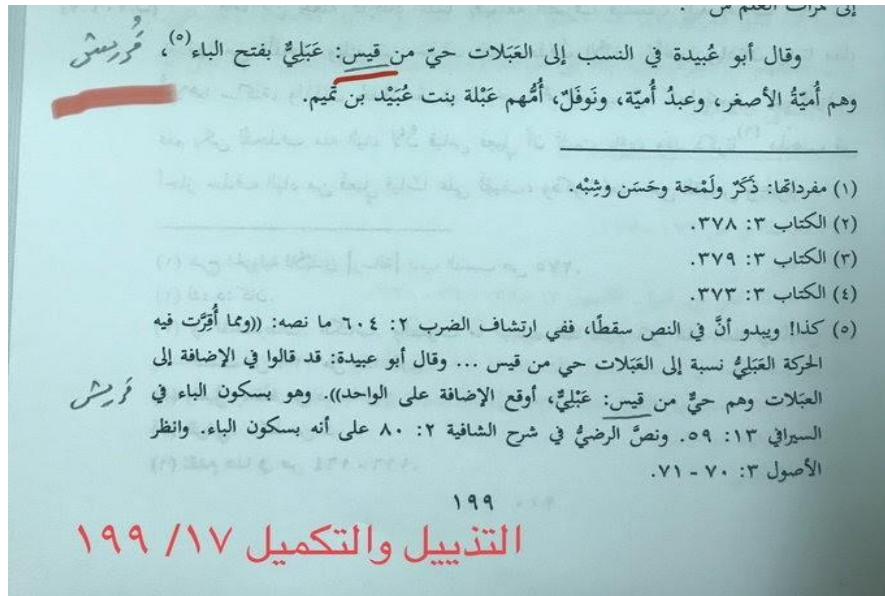 إلى مرات العلم س
وقال أبو عُبيدة في النسب إلى العَبَلات حيّ من قيس: عَبَلِيٌّ بفتح الباء(٥)، قُريش
وهم أُميّةُ الأصغر، وعبدُ أُميّة، ونَوفَلٌ، أُمُّهم عَبْلة بنت عُبَيْد بن تميم.
(١) مفرداتها: ذَكَرٌ ولَمْحة وحَسَن وشِبْه.
(٢) الكتاب ٣: ٣٧٨.
(٣) الكتاب ٣: ٣٧٩.
(٤) الكتاب ٣: ٣٧٣.
(٥) كذا! ويبدو أنَّ في النص سقطًا، ففي ارتشاف الضرب ٢: ٦٠٤ ما نصه: ((ومما أُقِرَّت فيه
الحركة العَبَلِيُّ نسبة إلى العَبَلات حي من قيس ... وقال أبو عبيدة: قد قالوا في الإضافة إلى
العبَلات وهم حيٌّ من قيس: عَبْلِيٌّ، أوقع الإضافة على الواحد)). وهو بسكون الباء في قريش
السيرافي ١٣: ٥٩. ونصَّ الرضيُّ في شرح الشافية ٢: ٨٠ على أنه بسكون الباء. وانظر
الأصول ٣: ٧٠ - ٧١.
١٩٩
التذييل والتكميل ١٧/ ١٩٩